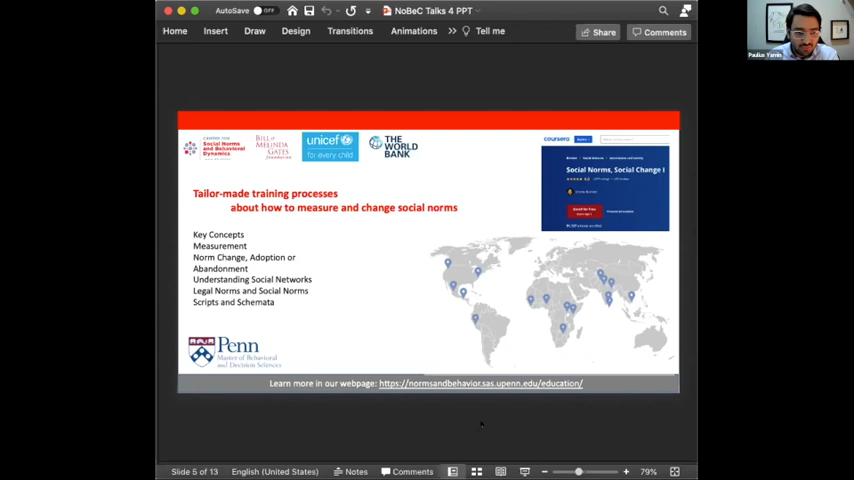 AutoSave OFF
NoBeC Talks 4 PPT
Home Insert Draw Design Transitions Animations Tell me Share Comments
Paulius Yamin
CENTER FOR
Social Norms
and Behavioral
Dynamics
BILL &
MELINDA
GATES
foundation
unicef
for every child
THE
WORLD
BANK
coursera
Social Norms, Social Change I
Tailor-made training processes
about how to measure and change social norms
Key Concepts
Measurement
Norm Change, Adoption or
Abandonment
Understanding Social Networks
Legal Norms and Social Norms
Scripts and Schemata
Penn
Master of Behavioral
and Decision Sciences
Learn more in our webpage: https://normsandbehavior.sas.upenn.edu/education/
Slide 5 of 13 English (United States) Notes Comments 79%